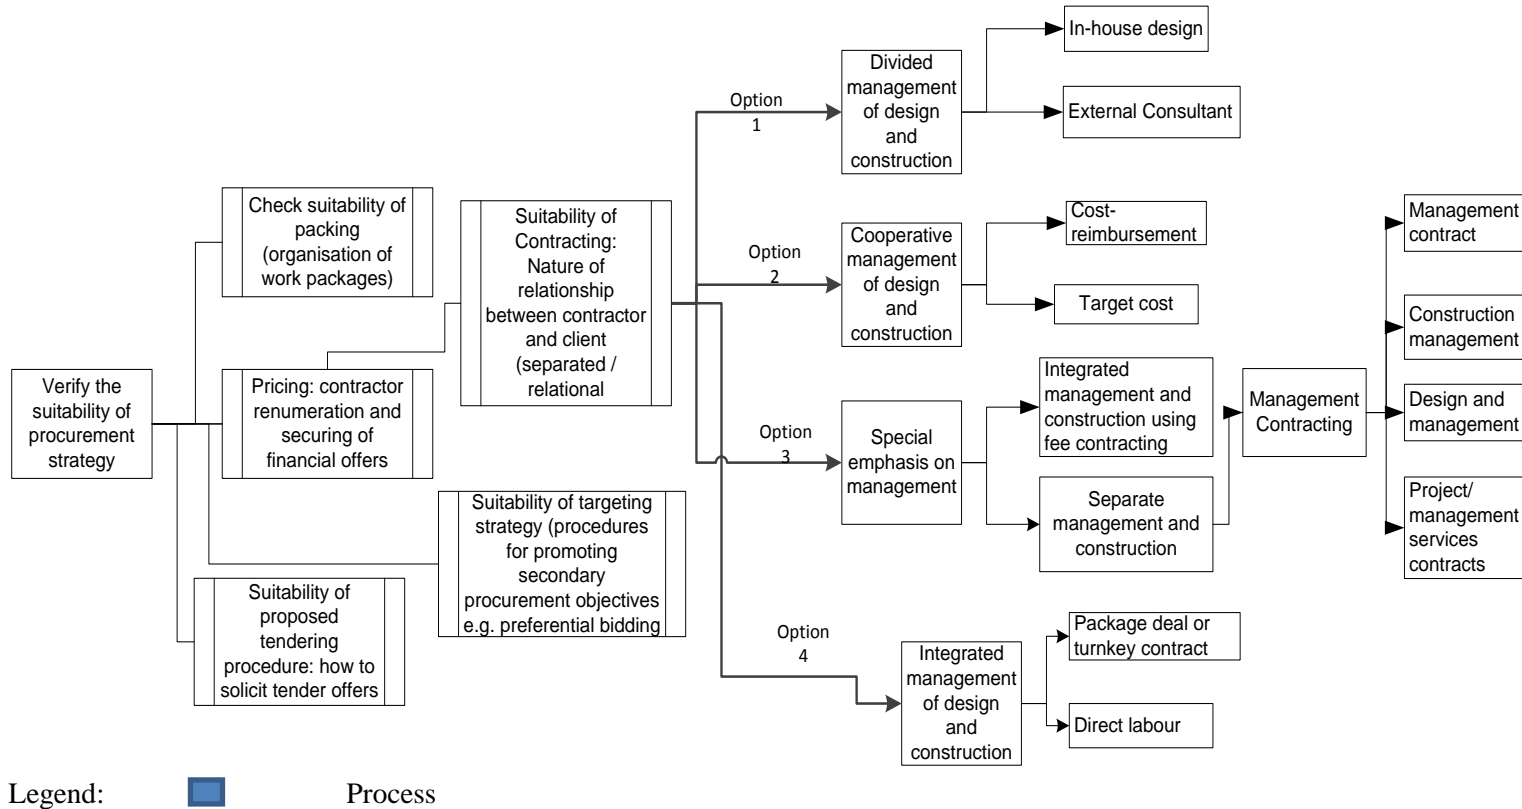 Verify the
suitability of
procurement
strategy
Check suitability of
packing
(organisation of
work packages)
Pricing: contractor
renumeration and
securing of
financial offers
Suitability of
proposed
tendering
procedure: how to
solicit tender offers
Suitability of
Contracting:
Nature of
relationship
between contractor
and client
(separated /
relational
Suitability of targeting
strategy (procedures
for promoting
secondary
procurement objectives
e.g. preferential bidding
Option
1
Divided
management
of design
and
construction
In-house design
External Consultant
Option
2
Cooperative
management
of design
and
construction
Cost-
reimbursement
Target cost
Option
3
Special
emphasis on
management
Integrated
management and
construction using
fee contracting
Separate
management and
construction
Management
Contracting
Management
contract
Construction
management
Design and
management
Project/
management
services
contracts
Option
4
Integrated
management
of design
and
construction
Package deal or
turnkey contract
Direct labour
Legend: Process